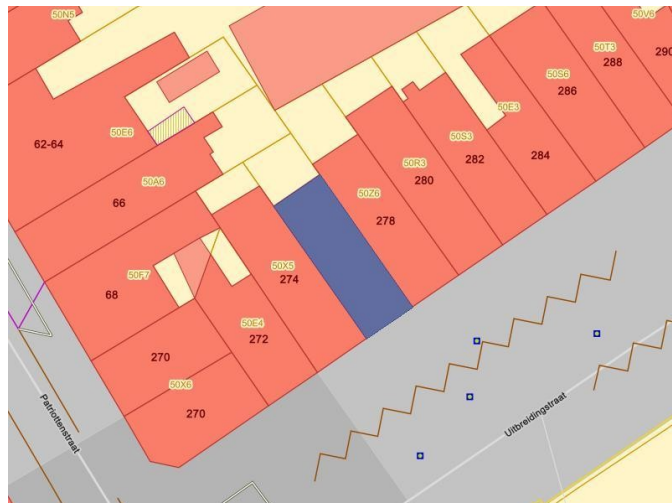 50N5
50V6
50T3
290
288
50S6
286
50E3
284
50S3
282
50R3
280
50Z6
278
62-64
50E6
50A6
66
50F7
68
50X5
274
50E4
272
270
50X6
270
Patriottenstraat
Uitbreidingstraat